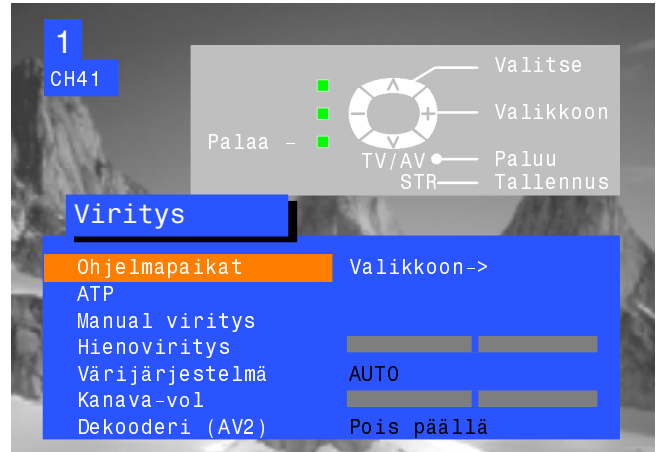 1
CH41
Valitse
Valikkoon
Palaa -
TV/AV Paluu
STR Tallennus
Viritys
Ohjelmapaikat Valikkoon->
ATP
Manual viritys
Hienoviritys
Värijärjestelmä AUTO
Kanava-vol
Dekooderi (AV2) Pois päällä